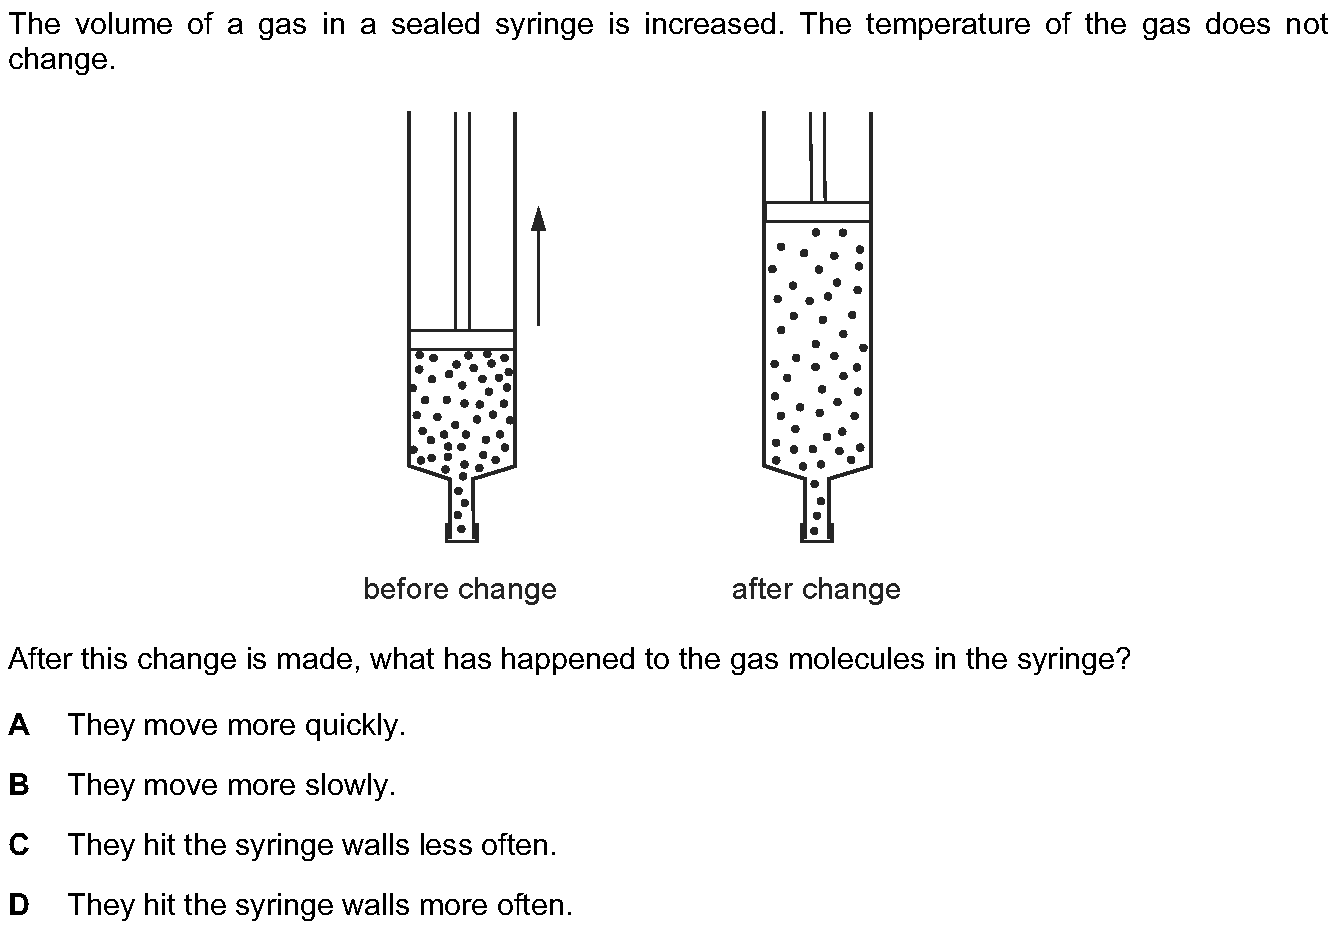 The volume of a gas in a sealed syringe is increased. The temperature of the gas does not
change.
before change
after change
After this change is made, what has happened to the gas molecules in the syringe?
A They move more quickly.
B They move more slowly.
C They hit the syringe walls less often.
D They hit the syringe walls more often.